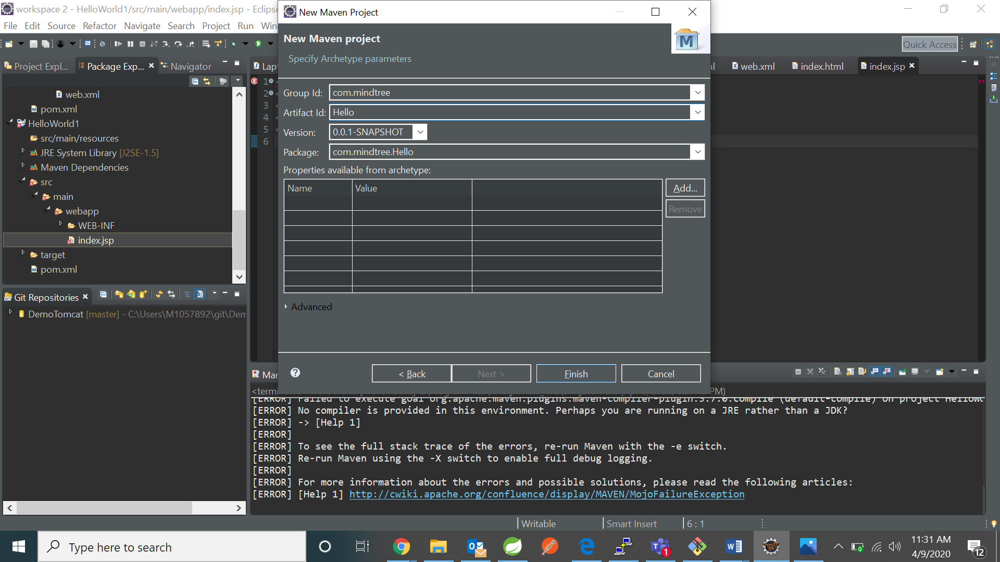 workspace 2 - HelloWorld1/src/main/webapp/index.jsp - Eclipse
File Edit Source Refactor Navigate Search Project Run
Quick Access
Project Expl...
Package Exp...
Navigator
web.xml
pom.xml
HelloWorld1
src/main/resources
JRE System Library [J2SE-1.5]
Maven Dependencies
src
main
webapp
WEB-INF
index.jsp
target
pom.xml
Git Repositories
DemoTomcat [master] - C:\Users\M1057892\git\Dem
web.xml
index.html
index.jsp
1
2
3
4
5
6
New Maven Project
New Maven project
Specify Archetype parameters
M
Group Id: com.mindtree
Artifact Id: Hello
Version: 0.0.1-SNAPSHOT
Package: com.mindtree.Hello
Properties available from archetype:
Name Value
Add...
Remove
Advanced
< Back
Next >
Finish
Cancel
PM)
[ERROR] Failed to execute goal org.apache.maven.plugins:maven-compiler-plugin:3.7.0:compile (default-compile) on project
[ERROR] No compiler is provided in this environment. Perhaps you are running on a JRE rather than a JDK?
[ERROR] -> [Help 1]
[ERROR]
[ERROR] To see the full stack trace of the errors, re-run Maven with the -e switch.
[ERROR] Re-run Maven using the -X switch to enable full debug logging.
[ERROR]
[ERROR] For more information about the errors and possible solutions, please read the following articles:
[ERROR] [Help 1] http://cwiki.apache.org/confluence/display/MAVEN/MojoFailureException
Writable
Smart Insert
6 : 1
Type here to search
1
11:31 AM
4/9/2020
12